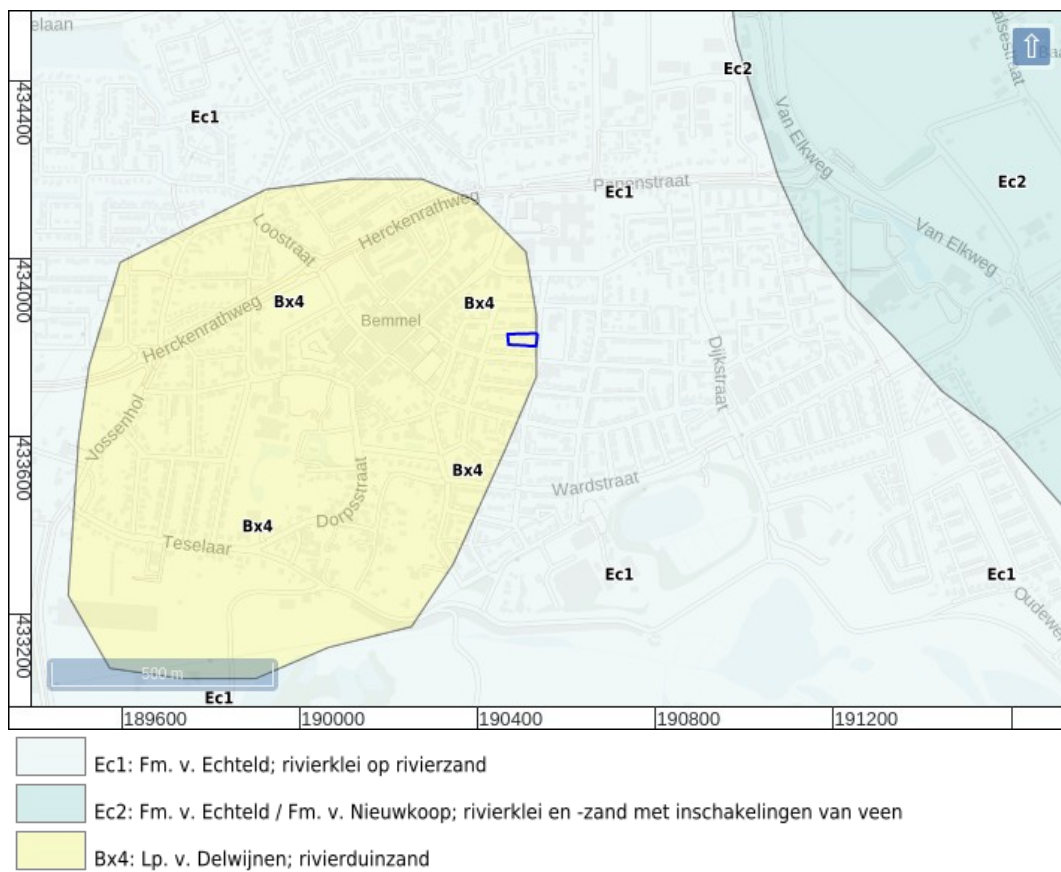 elaan
434400
Ec1
Ec2
alsestraat
Ba
Van Elkweg
Papenstraat
Ec1
Ec2
Loostraat
Herckenrathweg
Van Elkweg
434000
Bx4
Bx4
Bemmel
Herckenrathweg
Dijkstraat
Vossenhol
433600
Bx4
Wardstraat
Dorpsstraat
Bx4
Teselaar
Ec1
Ec1
Oudewe
433200
500 m
Ec1
189600 190000 190400 190800 191200
Ec1: Fm. v. Echteld; rivierklei op rivierzand
Ec2: Fm. v. Echteld / Fm. v. Nieuwkoop; rivierklei en -zand met inschakelingen van veen
Bx4: Lp. v. Delwijnen; rivierduinzand